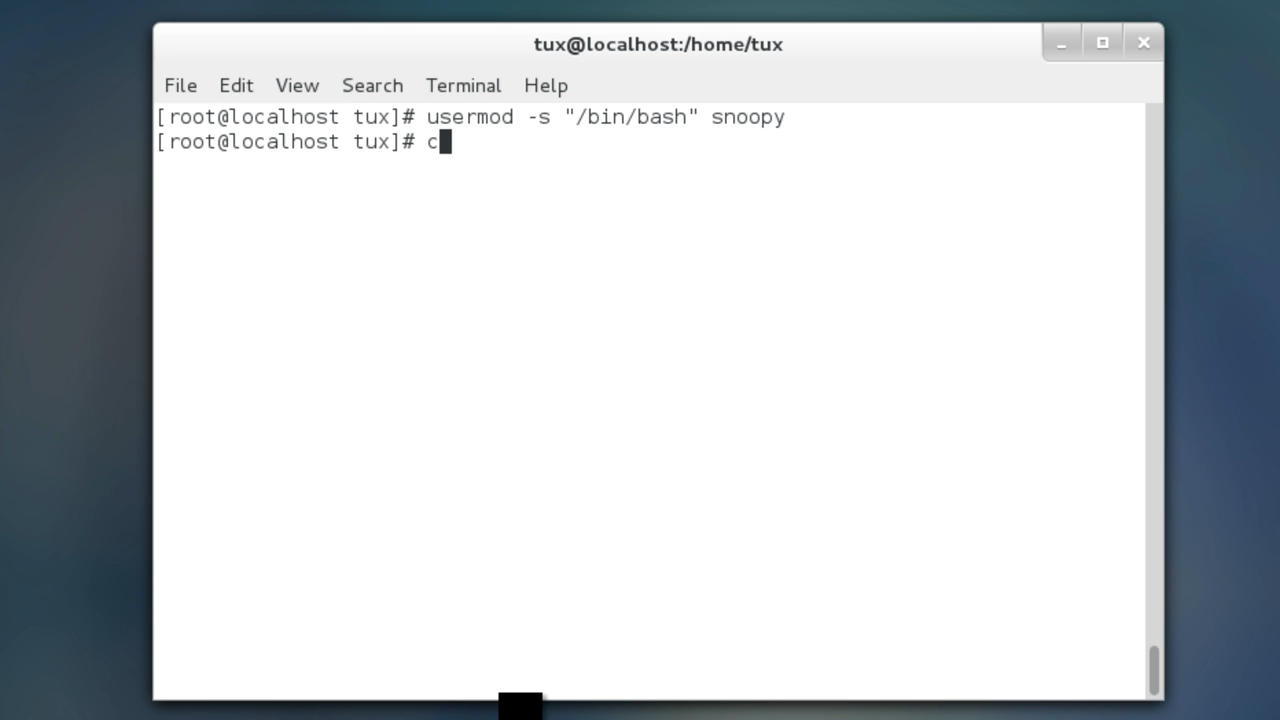 tux@localhost:/home/tux
File Edit View Search Terminal Help
[root@localhost tux]# usermod -s "/bin/bash" snoopy
[root@localhost tux]# c